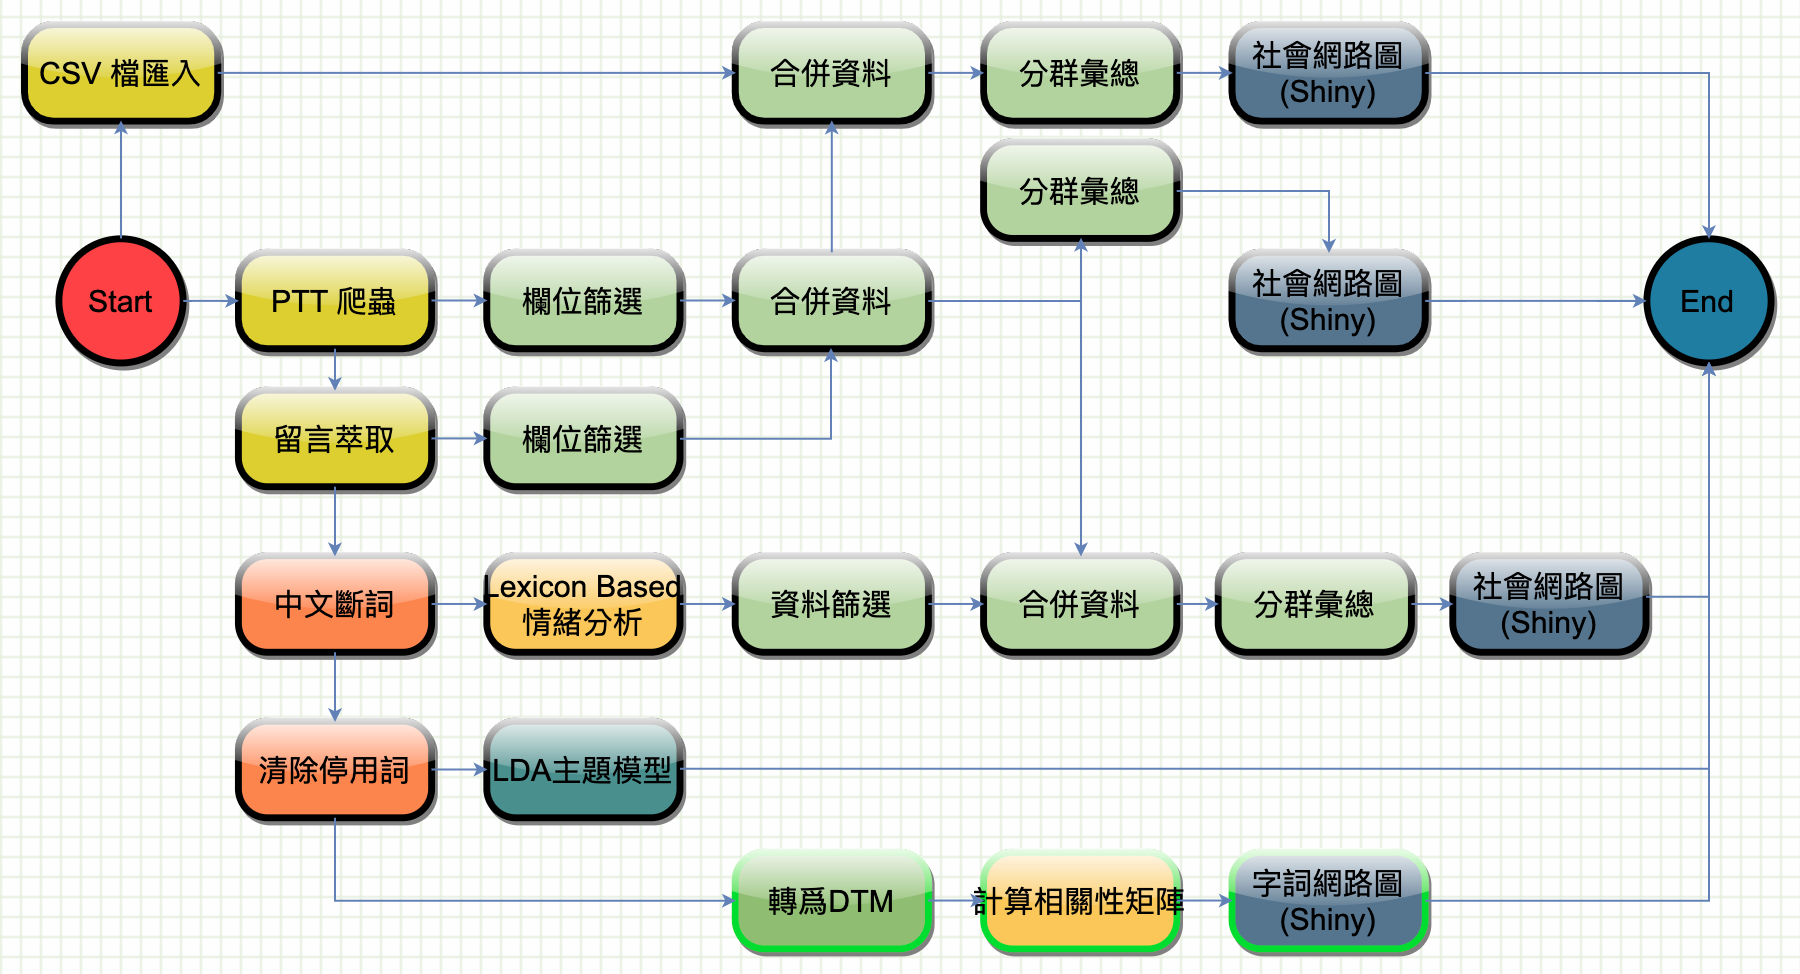 CSV 檔匯入
合併資料
分群彙總
社會網路圖
(Shiny)
分群彙總
Start
PTT 爬蟲
欄位篩選
合併資料
社會網路圖
(Shiny)
End
留言萃取
欄位篩選
中文斷詞
Lexicon Based
情緒分析
資料篩選
合併資料
分群彙總
社會網路圖
(Shiny)
清除停用詞
LDA主題模型
轉爲DTM
計算相關性矩陣
字詞網路圖
(Shiny)